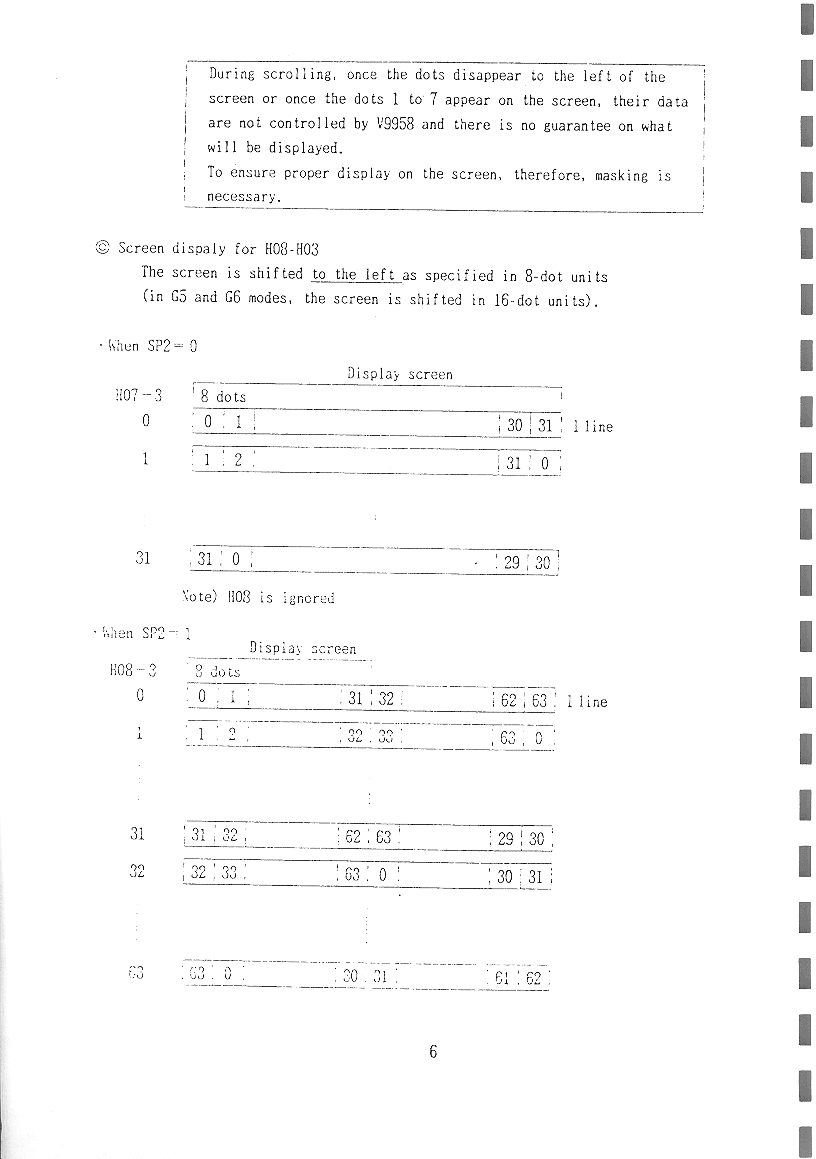 During scrolling, once the dots disappear to the left of the
screen or once the dots 1 to 7 appear on the screen, their data
are not controlled by V9958 and there is no guarantee on what
will be displayed.
To ensure proper display on the screen, therefore, masking is
necessary.
© Screen dispaly for H08-H03
The screen is shifted to the left as specified in 8-dot units
(in G5 and G6 modes, the screen is shifted in 16-dot units).
· When SP2 = 0
Display screen
H07-3 8 dots
0 0 1 30 31 1 line
1 1 2 31 0
31 31 0 29 30
Note) H08 is ignored
· When SP2 = 1
Display screen
H08-3 8 dots
0 0 1 31 32 62 63 1 line
1 1 2 32 33 63 0
31 31 32 62 63 29 30
32 32 33 63 0 30 31
63 63 0 30 31 61 62
6